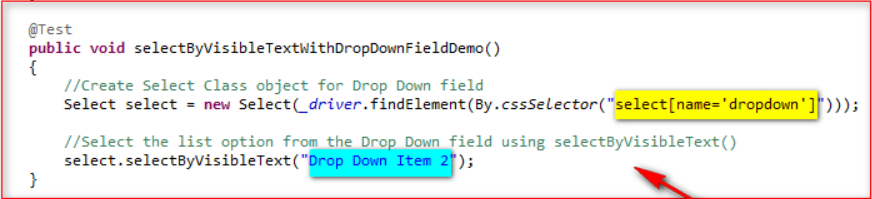 @Test
public void selectByVisibleTextWithDropDownFieldDemo()
{
//Create Select Class object for Drop Down field
Select select = new Select(_driver.findElement(By.cssSelector("select[name='dropdown']")));
//Select the list option from the Drop Down field using selectByVisibleText()
select.selectByVisibleText("Drop Down Item 2");
}